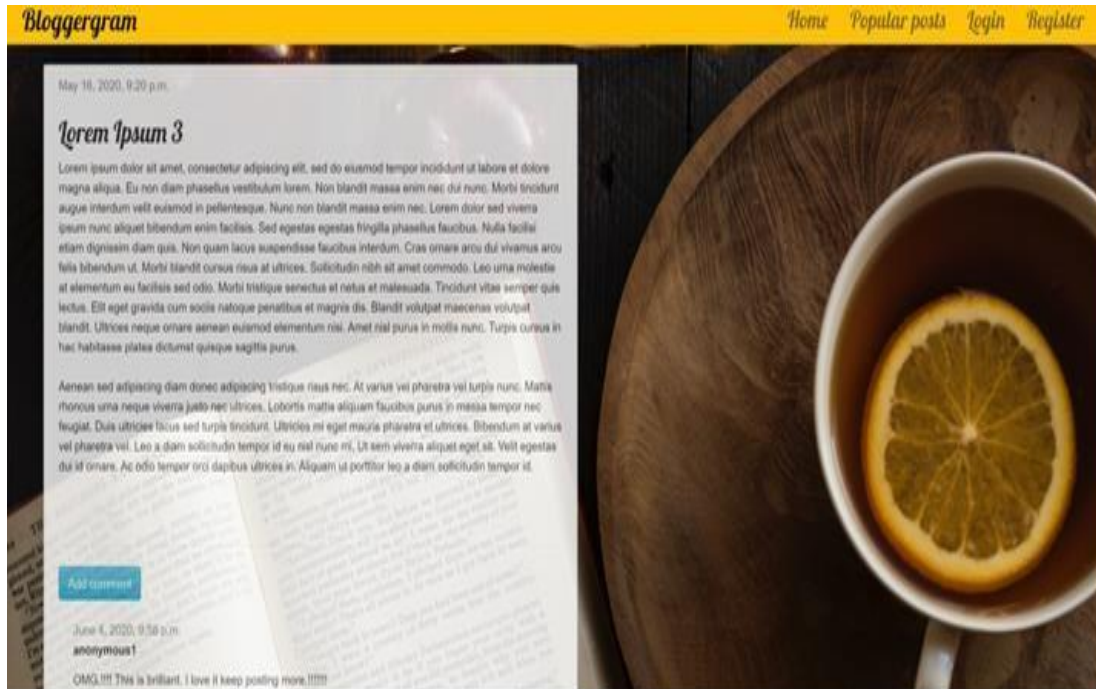 Bloggergram
Home Popular posts Login Register
May 16, 2020, 9:20 p.m.
Lorem Ipsum 3
Lorem ipsum dolor sit amet, consectetur adipiscing elit, sed do eiusmod tempor incididunt ut labore et dolore
magna aliqua. Eu non diam phasellus vestibulum lorem. Non blandit massa enim nec dui nunc. Morbi tincidunt
augue interdum velit euismod in pellentesque. Nunc non blandit massa enim nec. Lorem dolor sed viverra
ipsum nunc aliquet bibendum enim facilisis. Sed egestas egestas fringilla phasellus faucibus. Nulla facilisi
etiam dignissim diam quis. Non quam lacus suspendisse faucibus interdum. Cras ornare arcu dui vivamus arcu
felis bibendum ut. Morbi blandit cursus risus at ultrices. Sollicitudin nibh sit amet commodo. Leo urna molestie
at elementum eu facilisis sed odio. Morbi tristique senectus et netus et malesuada. Tincidunt vitae semper quis
lectus. Elit eget gravida cum sociis natoque penatibus et magnis dis. Blandit volutpat maecenas volutpat
blandit. Ultrices neque ornare aenean euismod elementum nisi. Amet nisl purus in mollis nunc. Turpis cursus in
hac habitasse platea dictumst quisque sagittis purus.
Aenean sed adipiscing diam donec adipiscing tristique risus nec. At varius vel pharetra vel turpis nunc. Mattis
rhoncus urna neque viverra justo nec ultrices. Lobortis mattis aliquam faucibus purus in massa tempor nec
feugiat. Duis ultricies lacus sed turpis tincidunt. Ultricies mi eget mauris pharetra et ultrices. Bibendum at varius
vel pharetra vel. Leo a diam sollicitudin tempor id eu nisl nunc mi. Ut sem viverra aliquet eget sit. Velit egestas
dui id ornare. Ac odio tempor orci dapibus ultrices in. Aliquam ut porttitor leo a diam sollicitudin tempor id.
Add comment
June 4, 2020, 9:58 p.m.
anonymous1
OMG.!!!! This is brilliant. I love it keep posting more.!!!!!!